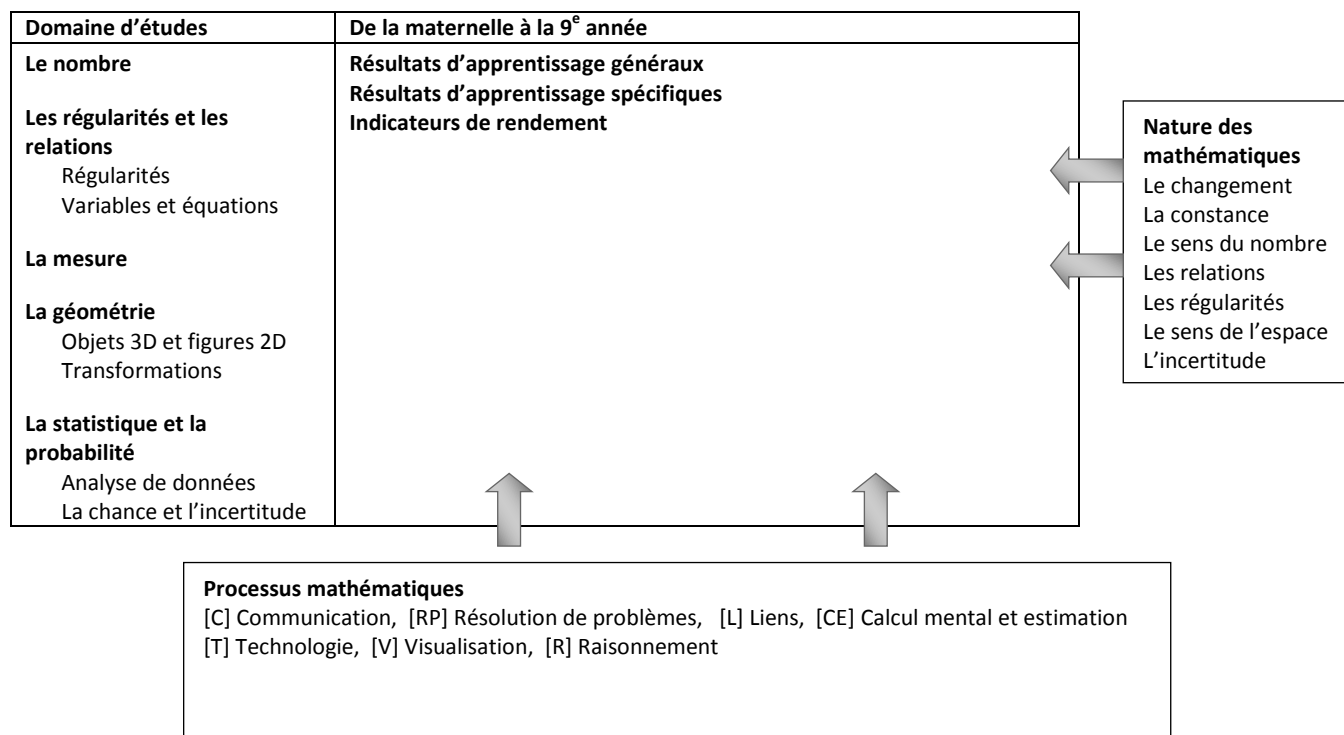 Domaine d’études
De la maternelle à la 9e année
Le nombre
Les régularités et les
relations
Régularités
Variables et équations
La mesure
La géométrie
Objets 3D et figures 2D
Transformations
La statistique et la
probabilité
Analyse de données
La chance et l’incertitude
Résultats d’apprentissage généraux
Résultats d’apprentissage spécifiques
Indicateurs de rendement
Nature des
mathématiques
Le changement
La constance
Le sens du nombre
Les relations
Les régularités
Le sens de l’espace
L’incertitude
Processus mathématiques
[C] Communication, [RP] Résolution de problèmes, [L] Liens, [CE] Calcul mental et estimation
[T] Technologie, [V] Visualisation, [R] Raisonnement